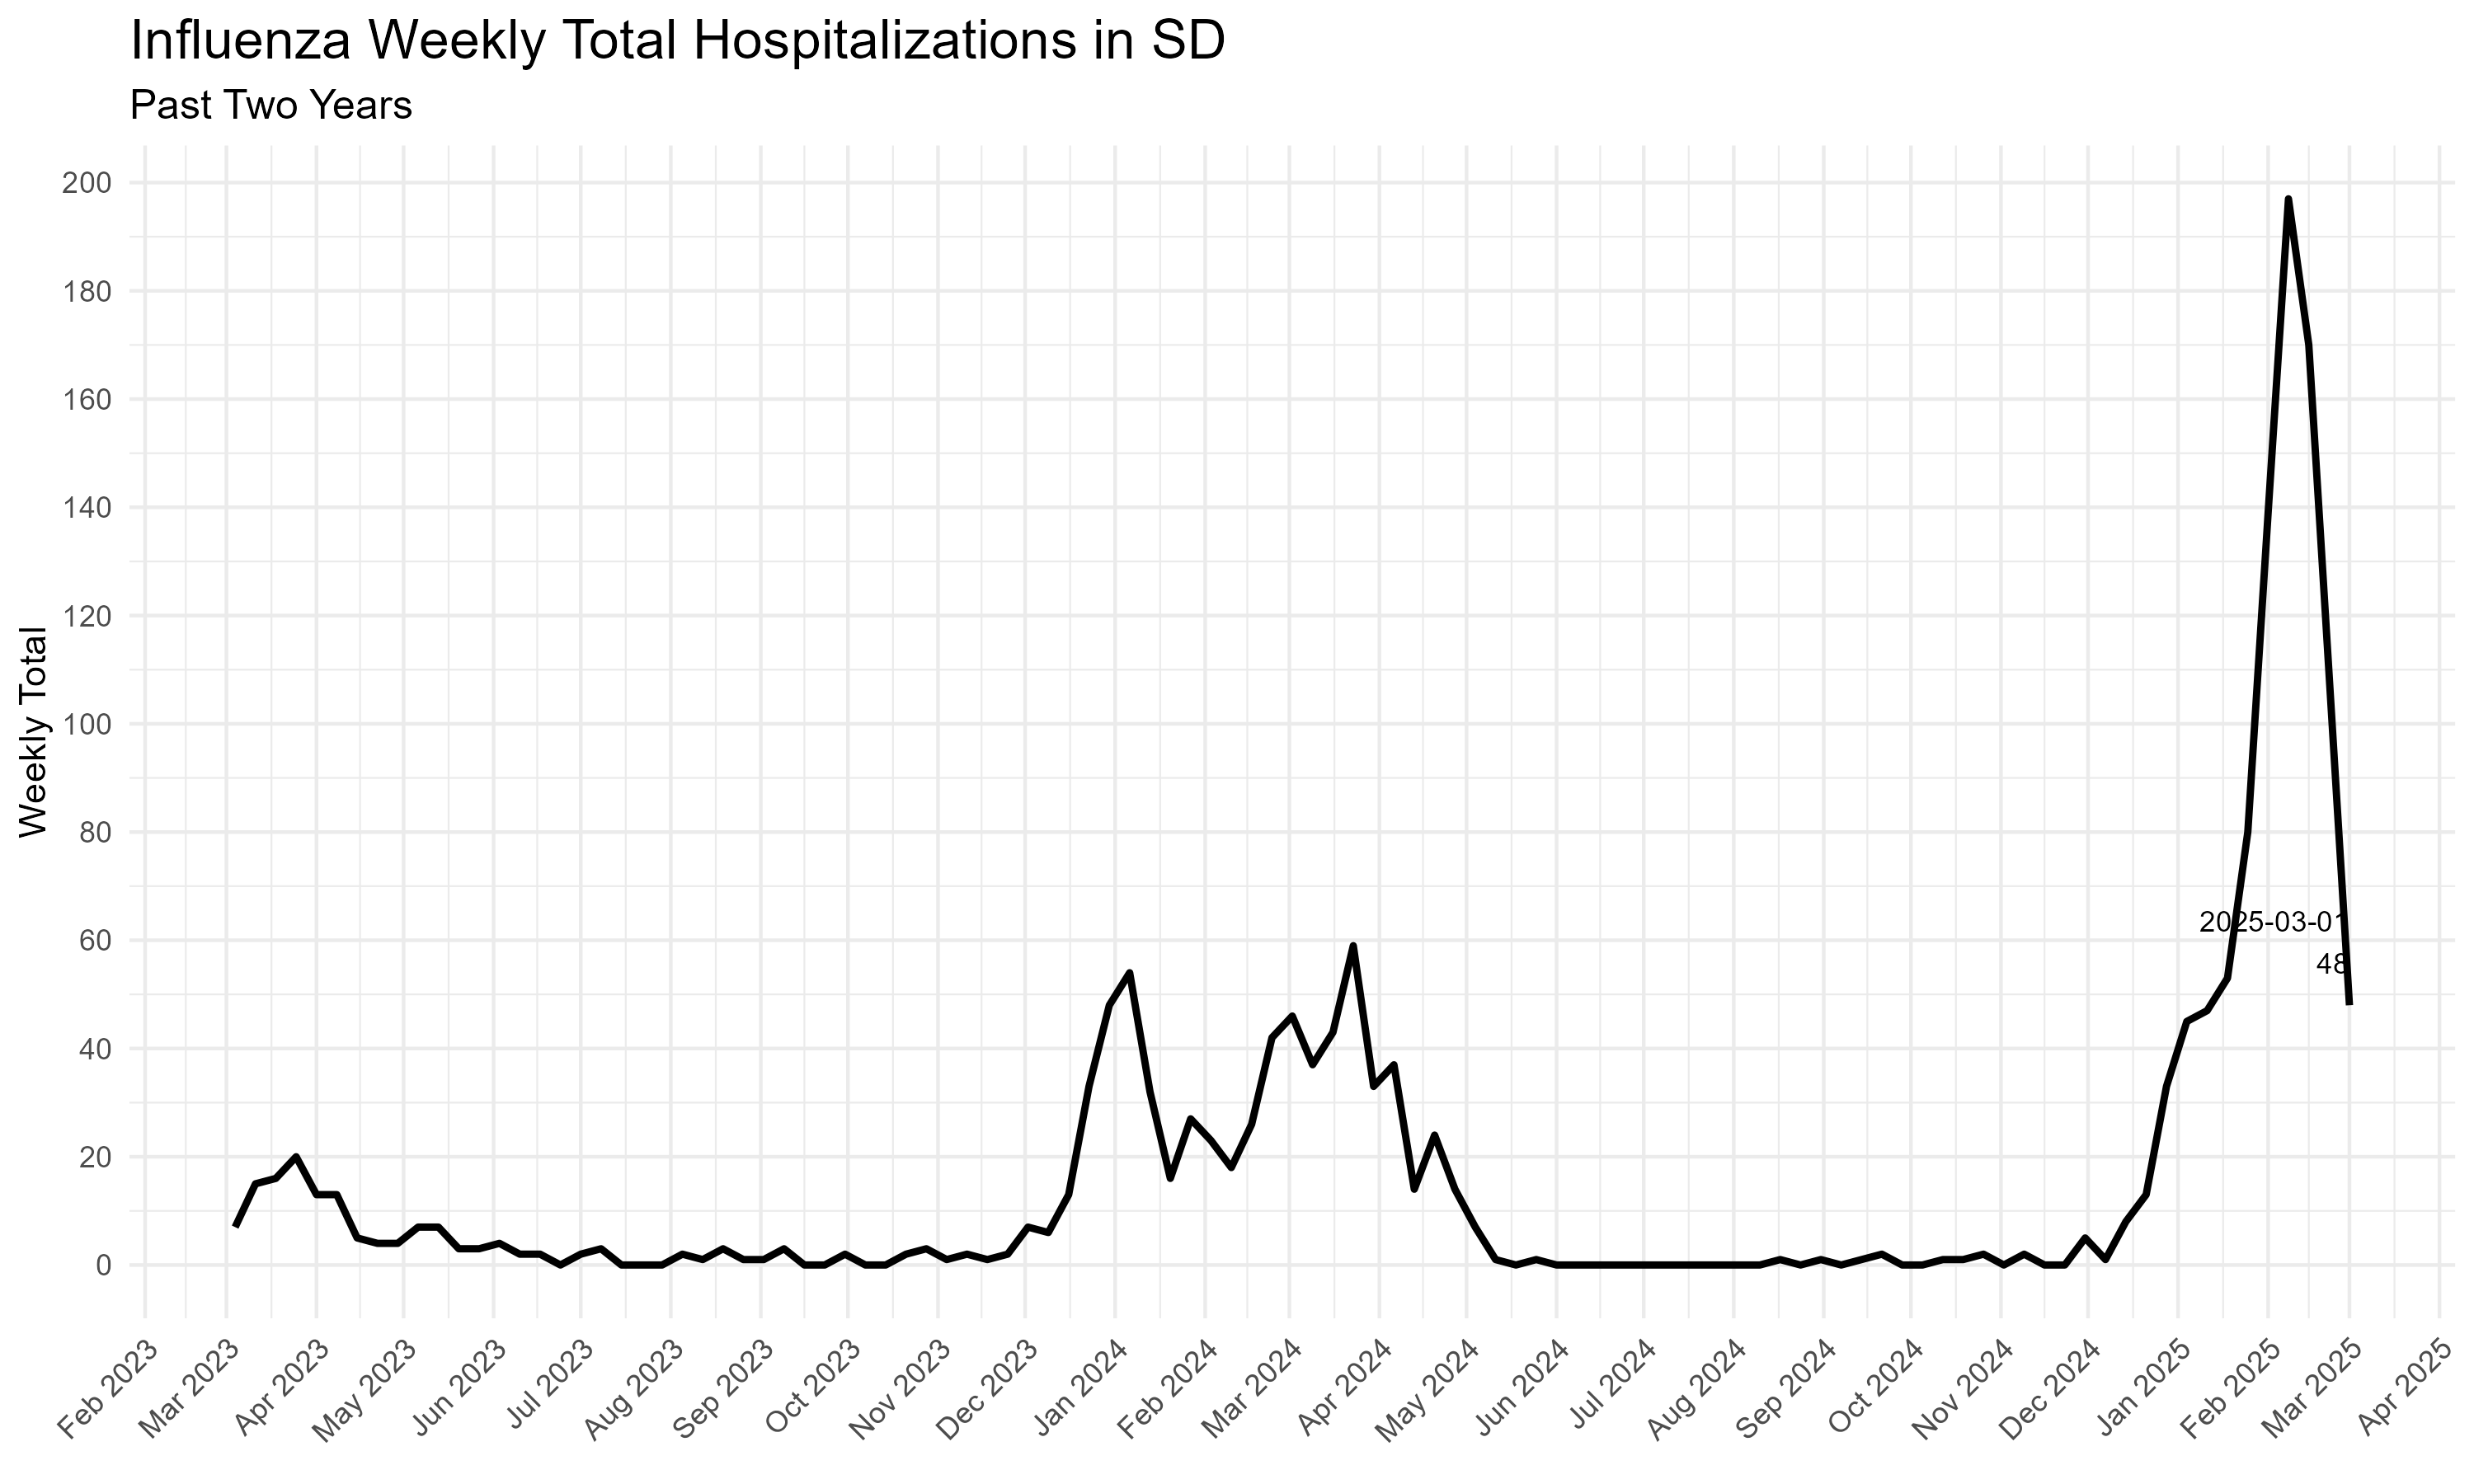 Influenza Weekly Total Hospitalizations in SD
Past Two Years
Weekly Total
200
180
160
140
120
100
80
60
40
20
0
2025-03-01
48
Feb 2023
Mar 2023
Apr 2023
May 2023
Jun 2023
Jul 2023
Aug 2023
Sep 2023
Oct 2023
Nov 2023
Dec 2023
Jan 2024
Feb 2024
Mar 2024
Apr 2024
May 2024
Jun 2024
Jul 2024
Aug 2024
Sep 2024
Oct 2024
Nov 2024
Dec 2024
Jan 2025
Feb 2025
Mar 2025
Apr 2025